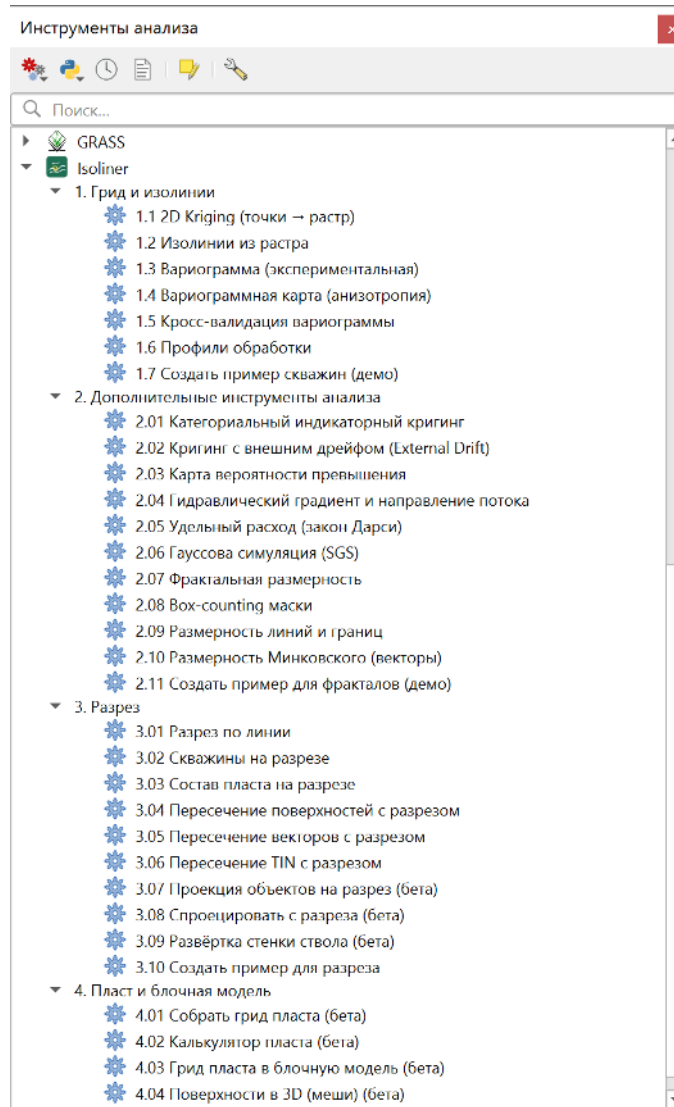 Инструменты анализа
Поиск...
GRASS
Isoliner
1. Грид и изолинии
1.1 2D Kriging (точки → растр)
1.2 Изолинии из растра
1.3 Вариограмма (экспериментальная)
1.4 Вариограммная карта (анизотропия)
1.5 Кросс-валидация вариограммы
1.6 Профили обработки
1.7 Создать пример скважин (демо)
2. Дополнительные инструменты анализа
2.01 Категориальный индикаторный кригинг
2.02 Кригинг с внешним дрейфом (External Drift)
2.03 Карта вероятности превышения
2.04 Гидравлический градиент и направление потока
2.05 Удельный расход (закон Дарси)
2.06 Гауссова симуляция (SGS)
2.07 Фрактальная размерность
2.08 Box-counting маски
2.09 Размерность линий и границ
2.10 Размерность Минковского (векторы)
2.11 Создать пример для фракталов (демо)
3. Разрез
3.01 Разрез по линии
3.02 Скважины на разрезе
3.03 Состав пласта на разрезе
3.04 Пересечение поверхностей с разрезом
3.05 Пересечение векторов с разрезом
3.06 Пересечение TIN с разрезом
3.07 Проекция объектов на разрез (бета)
3.08 Спроецировать с разреза (бета)
3.09 Развёртка стенки ствола (бета)
3.10 Создать пример для разреза
4. Пласт и блочная модель
4.01 Собрать грид пласта (бета)
4.02 Калькулятор пласта (бета)
4.03 Грид пласта в блочную модель (бета)
4.04 Поверхности в 3D (меши) (бета)